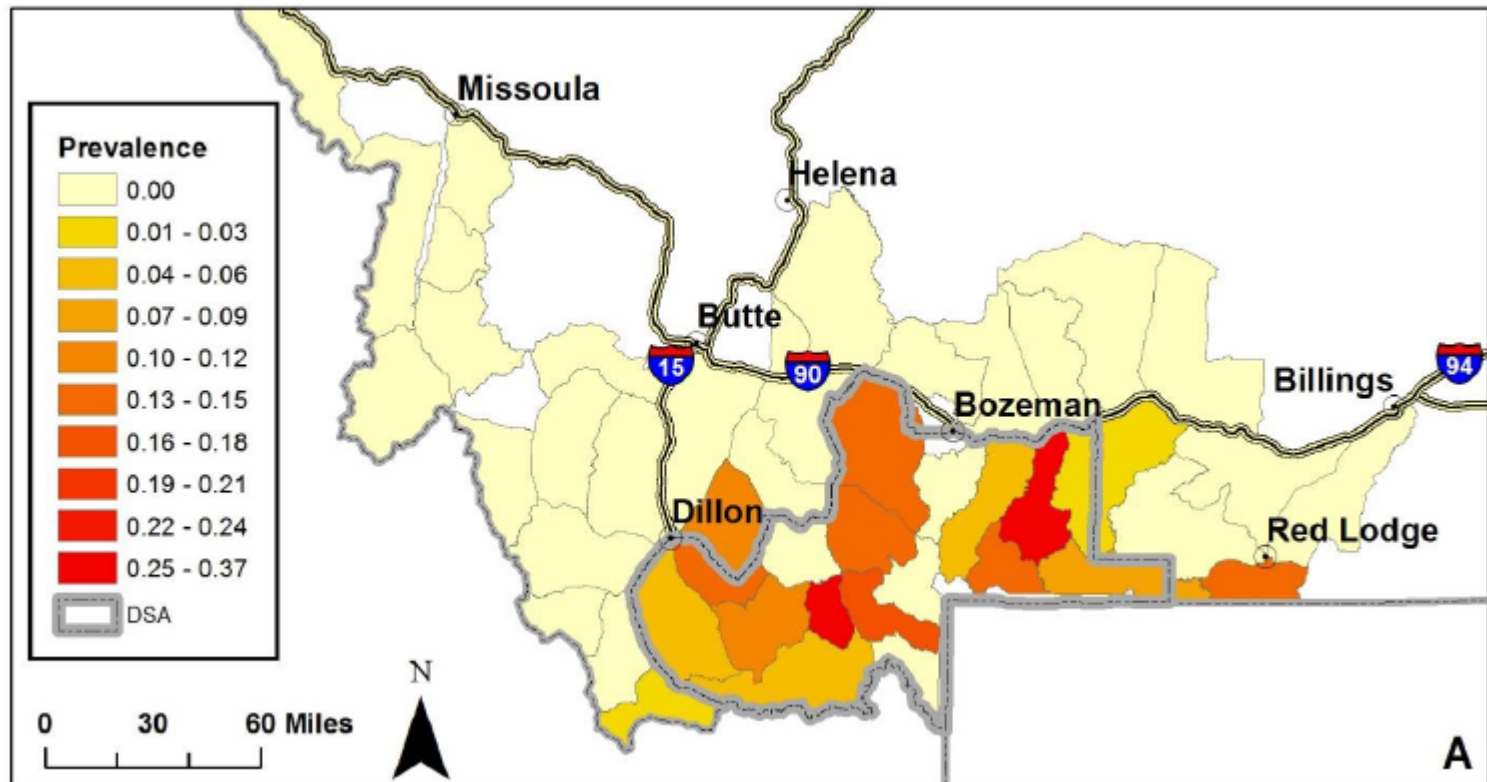 Missoula
Helena
Butte
15
90
94
Billings
Bozeman
Dillon
Red Lodge
Prevalence
0.00
0.01 - 0.03
0.04 - 0.06
0.07 - 0.09
0.10 - 0.12
0.13 - 0.15
0.16 - 0.18
0.19 - 0.21
0.22 - 0.24
0.25 - 0.37
DSA
N
0 30 60 Miles
A